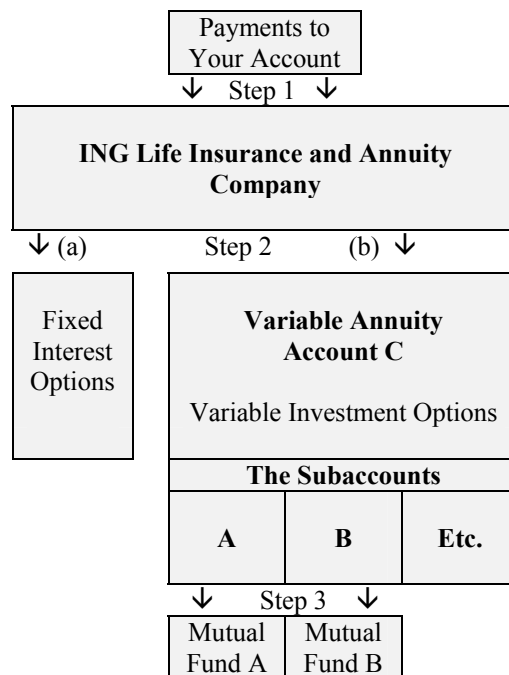 Payments to
Your Account
↓ Step 1 ↓
ING Life Insurance and Annuity
Company
↓ (a) Step 2 (b) ↓
Fixed
Interest
Options
Variable Annuity
Account C
Variable Investment Options
The Subaccounts
A B Etc.
↓ Step 3 ↓
Mutual
Fund A
Mutual
Fund B